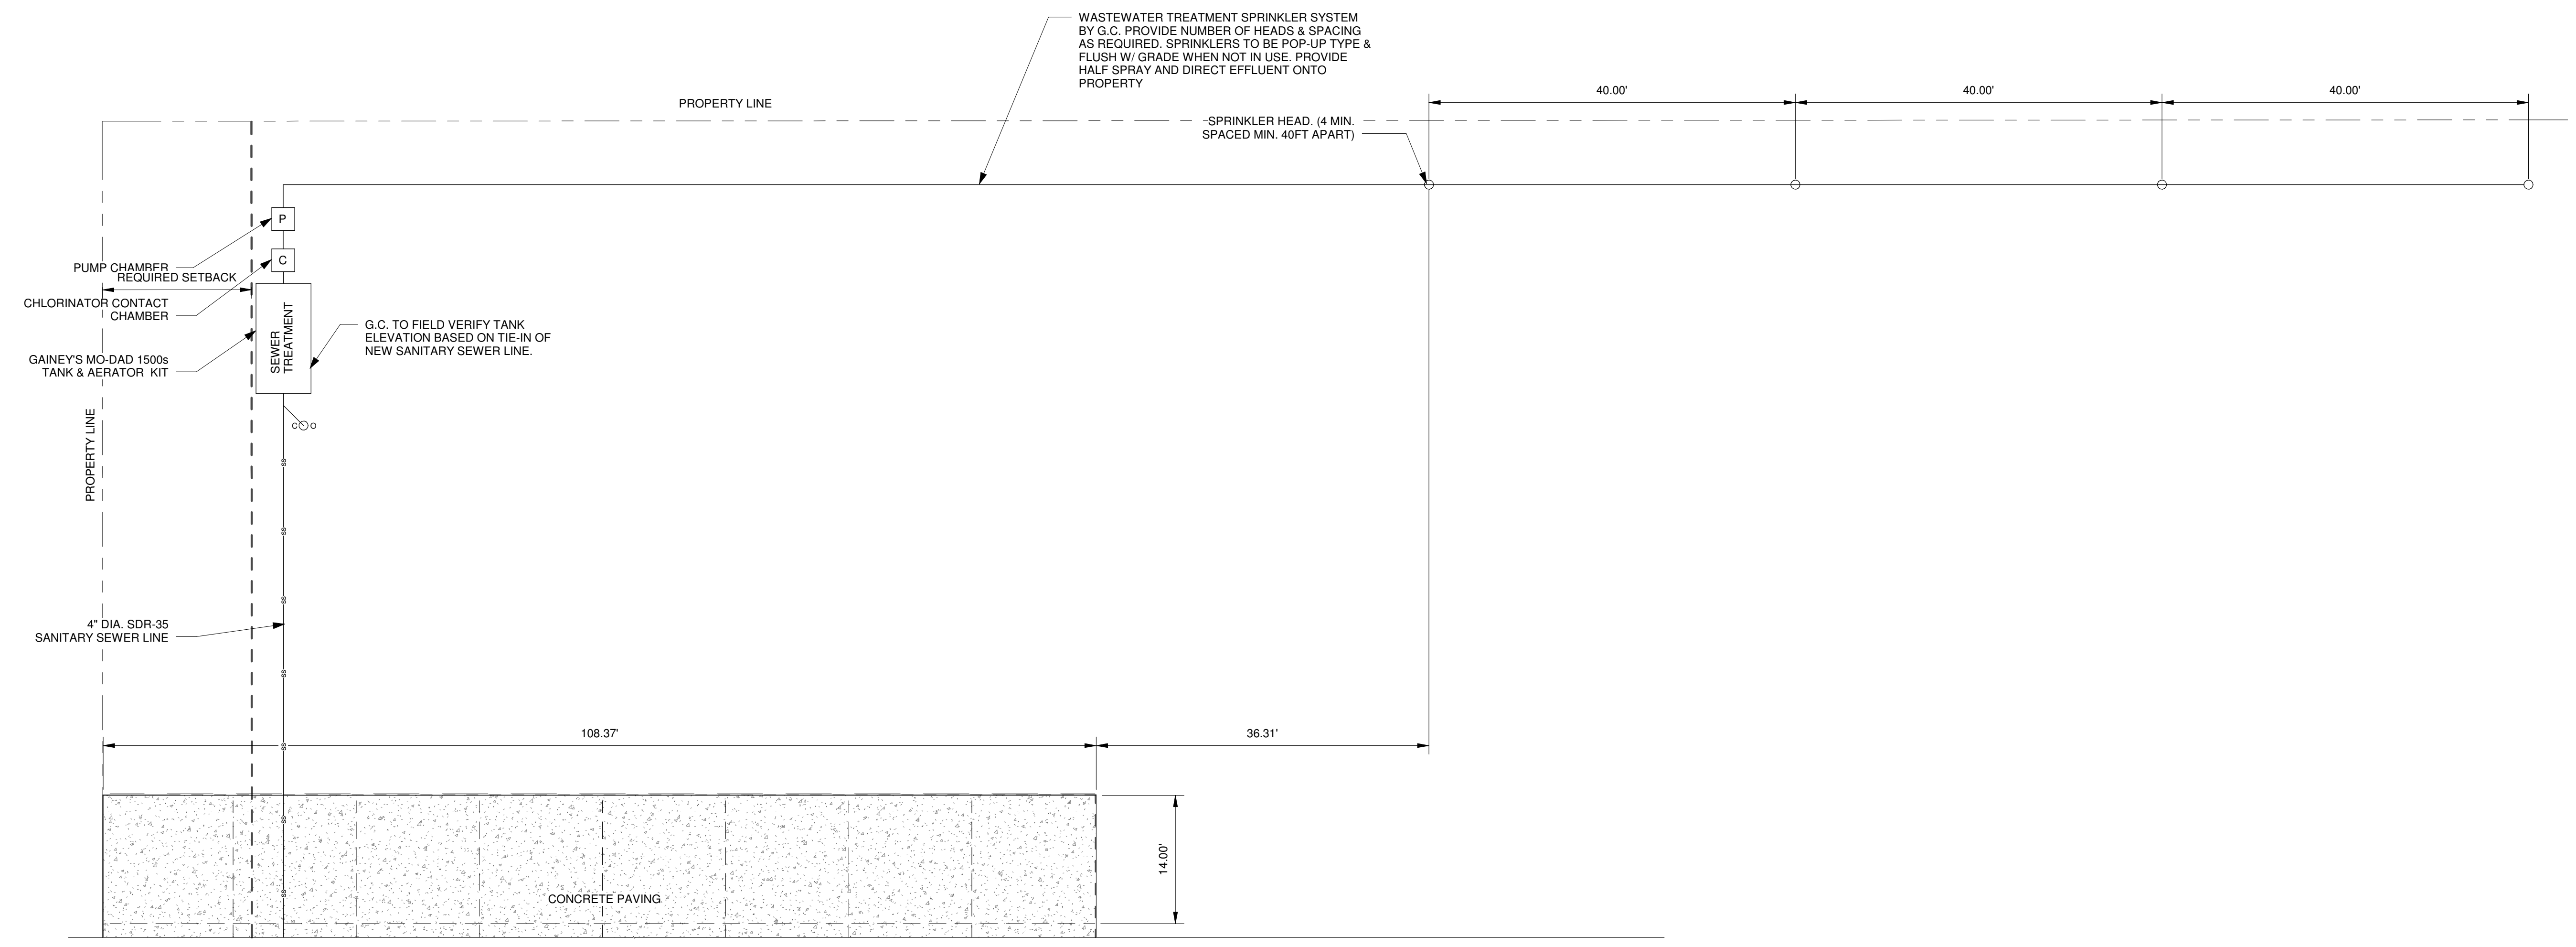 WASTEWATER TREATMENT SPRINKLER SYSTEM
BY G.C. PROVIDE NUMBER OF HEADS & SPACING
AS REQUIRED. SPRINKLERS TO BE POP-UP TYPE &
FLUSH W/ GRADE WHEN NOT IN USE. PROVIDE
HALF SPRAY AND DIRECT EFFLUENT ONTO
PROPERTY
40.00'
40.00'
40.00'
PROPERTY LINE
SPRINKLER HEAD. (4 MIN.
SPACED MIN. 40FT APART)
P
PUMP CHAMBER
C
REQUIRED SETBACK
CHLORINATOR CONTACT
CHAMBER
SEWER
TREATMENT
G.C. TO FIELD VERIFY TANK
ELEVATION BASED ON TIE-IN OF
NEW SANITARY SEWER LINE.
GAINEY'S MO-DAD 1500s
TANK & AERATOR KIT
PROPERTY LINE
C O
SS
SS
SS
4" DIA. SDR-35
SANITARY SEWER LINE
SS
108.37'
36.31'
SS
SS
14.00'
SS
CONCRETE PAVING